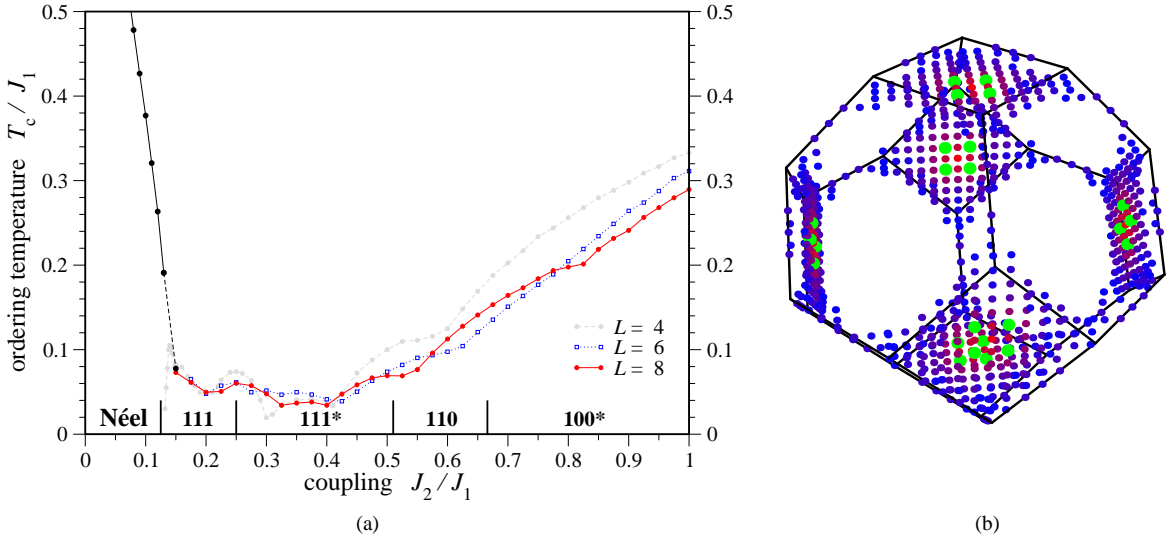 0.5
0.4
0.3
0.2
0.1
0
0.5
0.4
0.3
0.2
0.1
0
ordering temperature T_c / J_1
L = 4
L = 6
L = 8
Néel 111 111* 110 100*
0 0.1 0.2 0.3 0.4 0.5 0.6 0.7 0.8 0.9 1
coupling J_2 / J_1
(a)
(b)